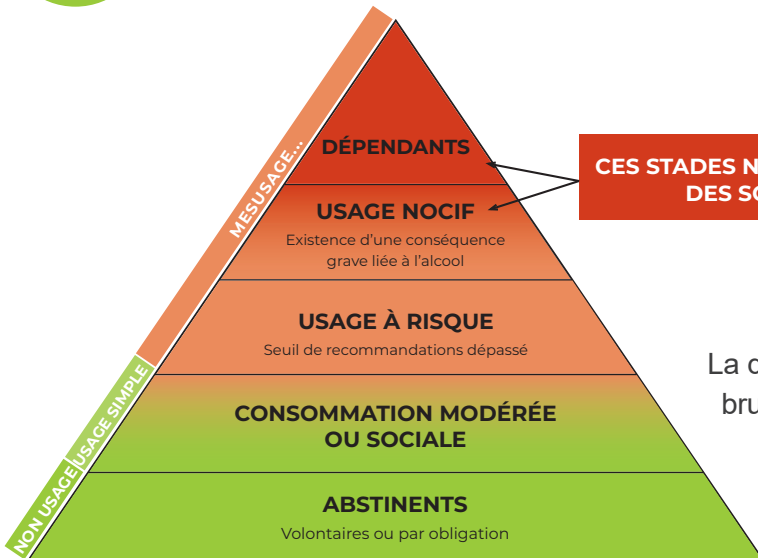 MESUSAGE...
DÉPENDANTS
CES STADES N
DES SO
USAGE NOCIF
Existence d'une conséquence
grave liée à l'alcool
USAGE À RISQUE
Seuil de recommandations dépassé
La d
bru
USAGE SIMPLE
CONSOMMATION MODÉRÉE
OU SOCIALE
NON USAGE
ABSTINENTS
Volontaires ou par obligation